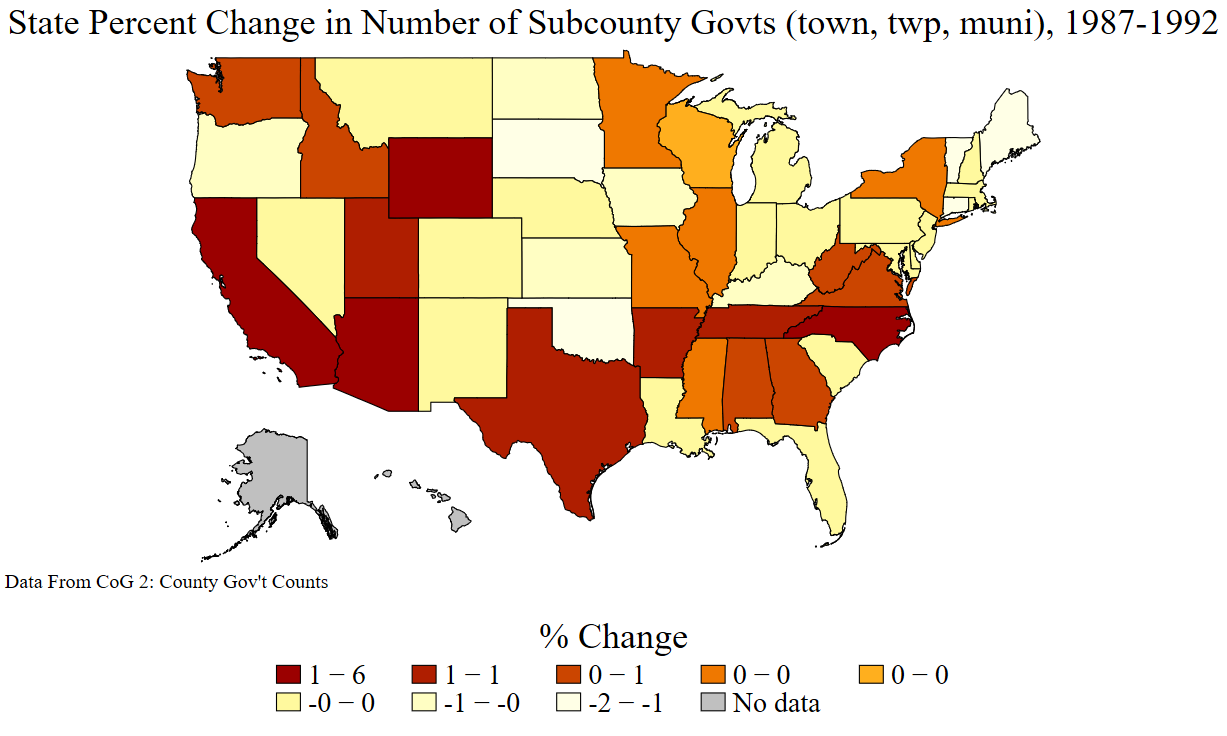 State Percent Change in Number of Subcounty Govts (town, twp, muni), 1987-1992
Data From CoG 2: County Gov't Counts
% Change
1 − 6 1 − 1 0 − 1 0 − 0 0 − 0
-0 − 0 -1 − -0 -2 − -1 No data